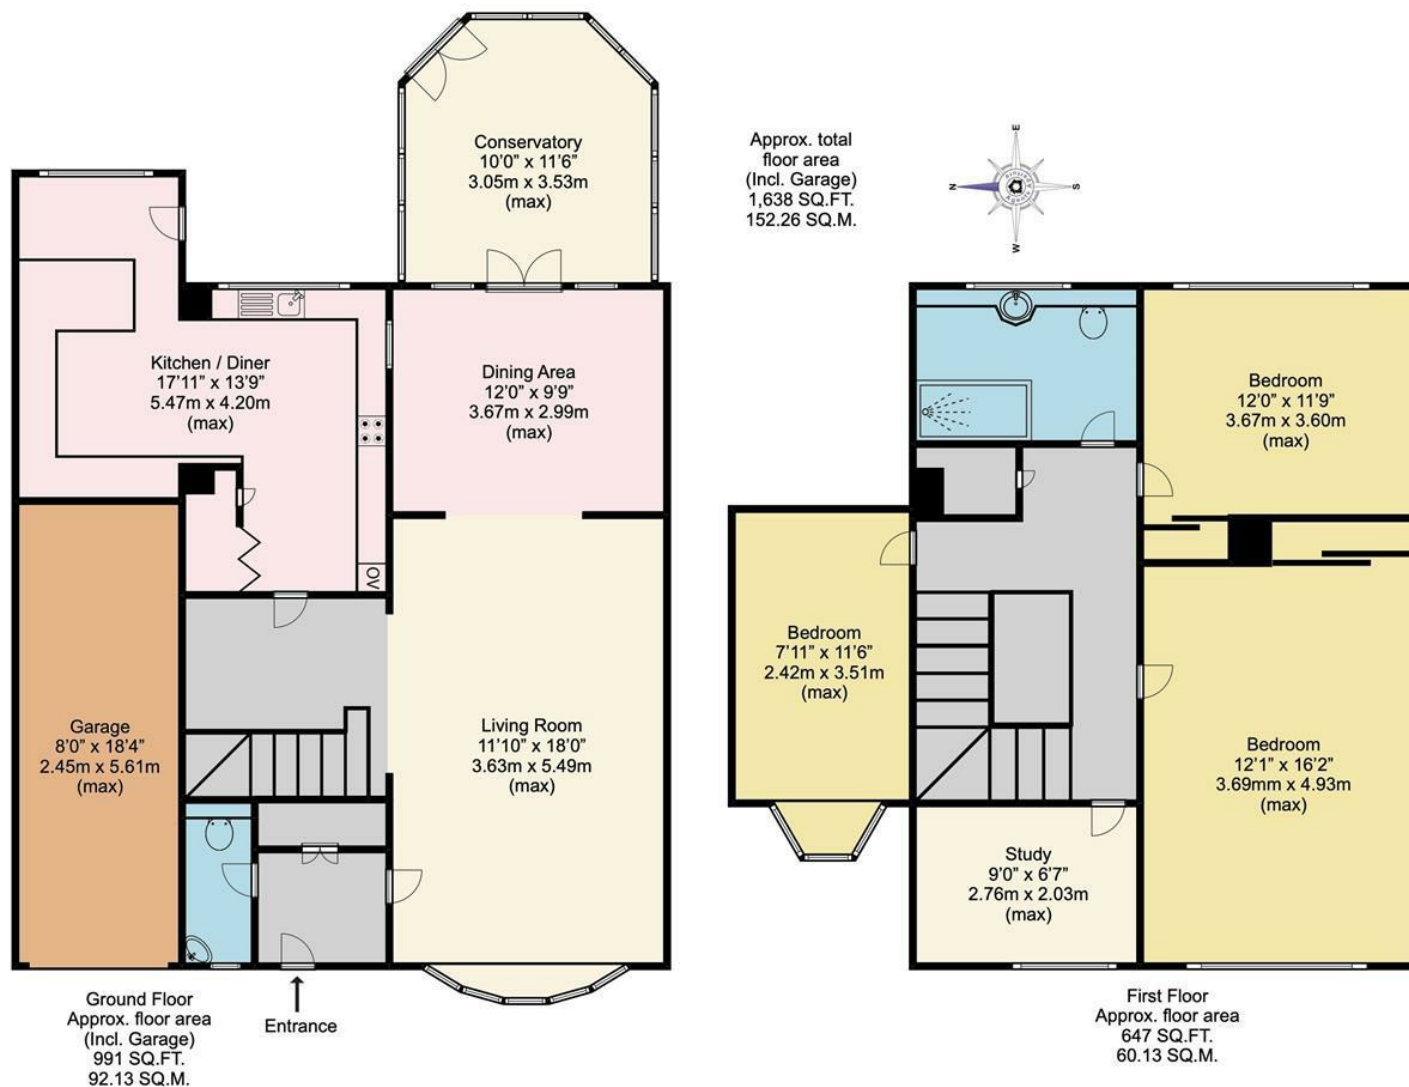 Conservatory
10'0" x 11'6"
3.05m x 3.53m
(max)
Approx. total
floor area
(Incl. Garage)
1,638 SQ.FT.
152.26 SQ.M.
E
N
S
W
Kitchen / Diner
17'11" x 13'9"
5.47m x 4.20m
(max)
Dining Area
12'0" x 9'9"
3.67m x 2.99m
(max)
OV
Garage
8'0" x 18'4"
2.45m x 5.61m
(max)
Living Room
11'10" x 18'0"
3.63m x 5.49m
(max)
Ground Floor
Approx. floor area
(Incl. Garage)
991 SQ.FT.
92.13 SQ.M.
Entrance
Bedroom
12'0" x 11'9"
3.67m x 3.60m
(max)
Bedroom
7'11" x 11'6"
2.42m x 3.51m
(max)
Bedroom
12'1" x 16'2"
3.69mm x 4.93m
(max)
Study
9'0" x 6'7"
2.76m x 2.03m
(max)
First Floor
Approx. floor area
647 SQ.FT.
60.13 SQ.M.